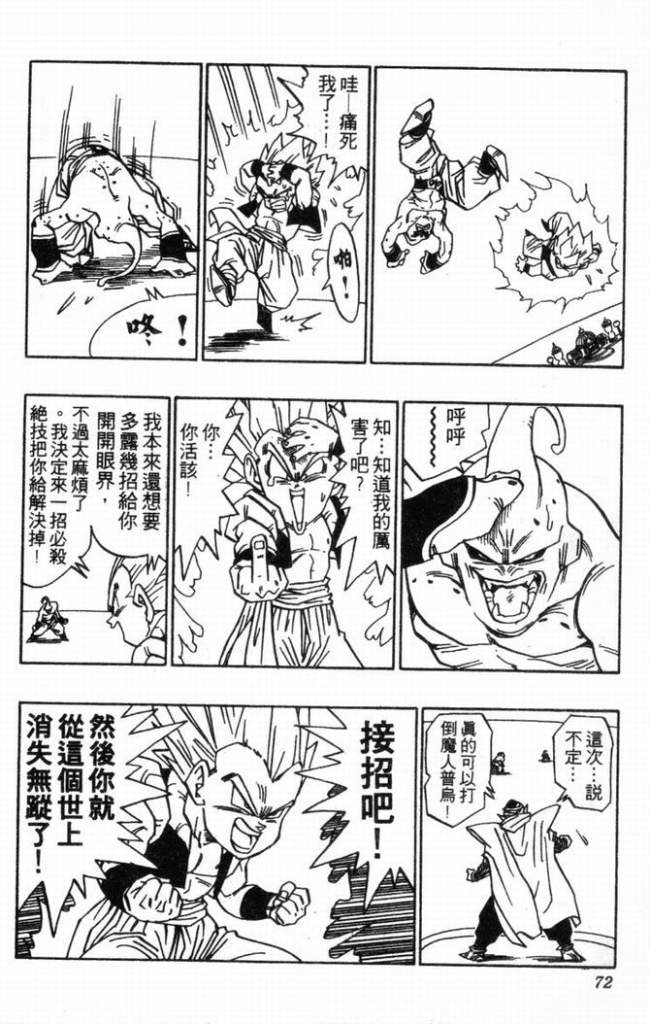 哇—痛死
我了…！
啪！
咚！
呼呼
知…知道我的厲
害了吧？
你…
你活該！
我本來還想要
多露幾招給你
開開眼界，
不過太麻煩了
。我決定來一招必殺
絕技把你給解決掉！
這次…說
不定…
真的可以打
倒魔人普烏！
接招吧！
然後你就
從這個世上
消失無蹤了！
72